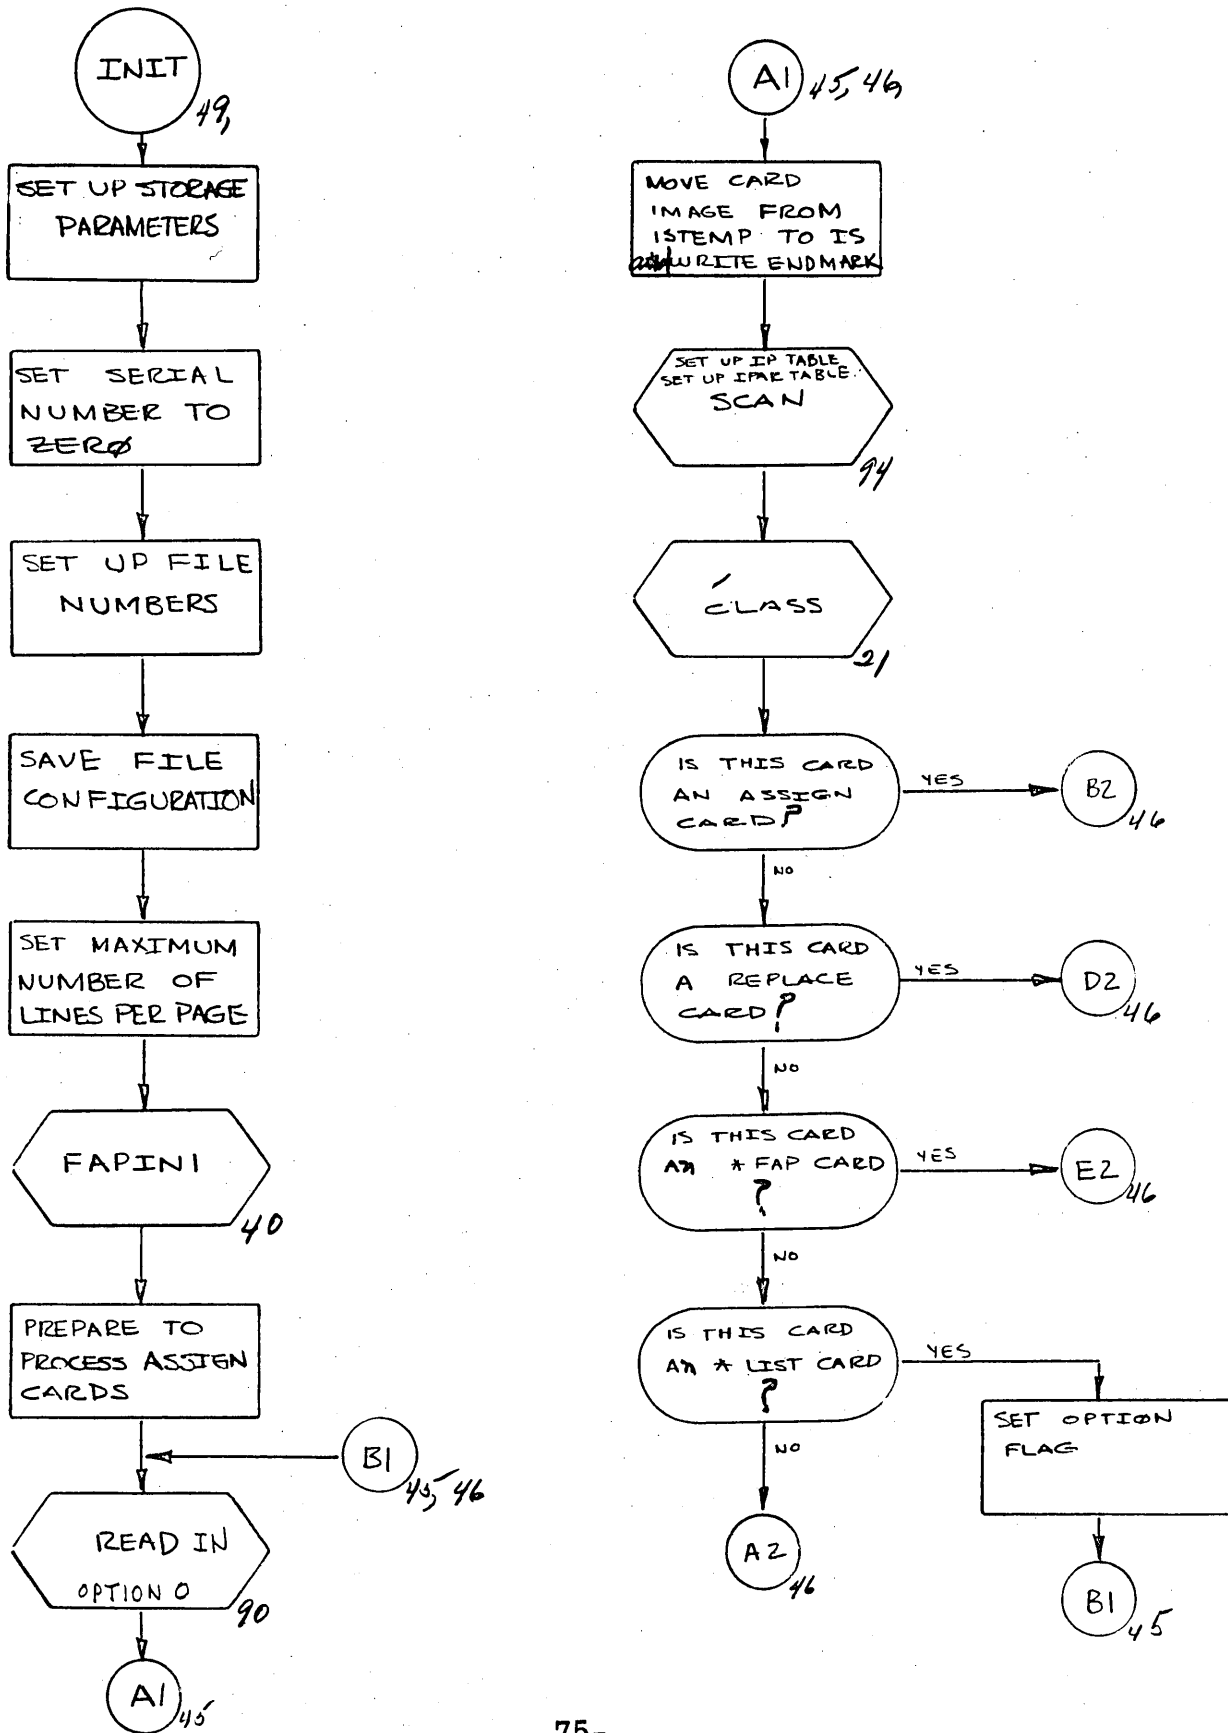 INIT
49,
SET UP STORAGE
PARAMETERS
SET SERIAL
NUMBER TO
ZERØ
SET UP FILE
NUMBERS
SAVE FILE
CONFIGURATION
SET MAXIMUM
NUMBER OF
LINES PER PAGE
FAPINI
40
PREPARE TO
PROCESS ASSIGN
CARDS
B1
45, 46
READ IN
OPTION 0
90
A1
45
A1
45, 46,
MOVE CARD
IMAGE FROM
ISTEMP TO IS
WRITE ENDMARK
SET UP IP TABLE
SET UP IPAR TABLE
SCAN
94
CLASS
21
IS THIS CARD
AN ASSIGN
CARD?
YES
B2
46
NO
IS THIS CARD
A REPLACE
CARD?
YES
D2
46
NO
IS THIS CARD
An * FAP CARD
?
YES
E2
46
NO
IS THIS CARD
An * LIST CARD
?
YES
SET OPTIØN
FLAG
NO
A2
46
B1
45
75-